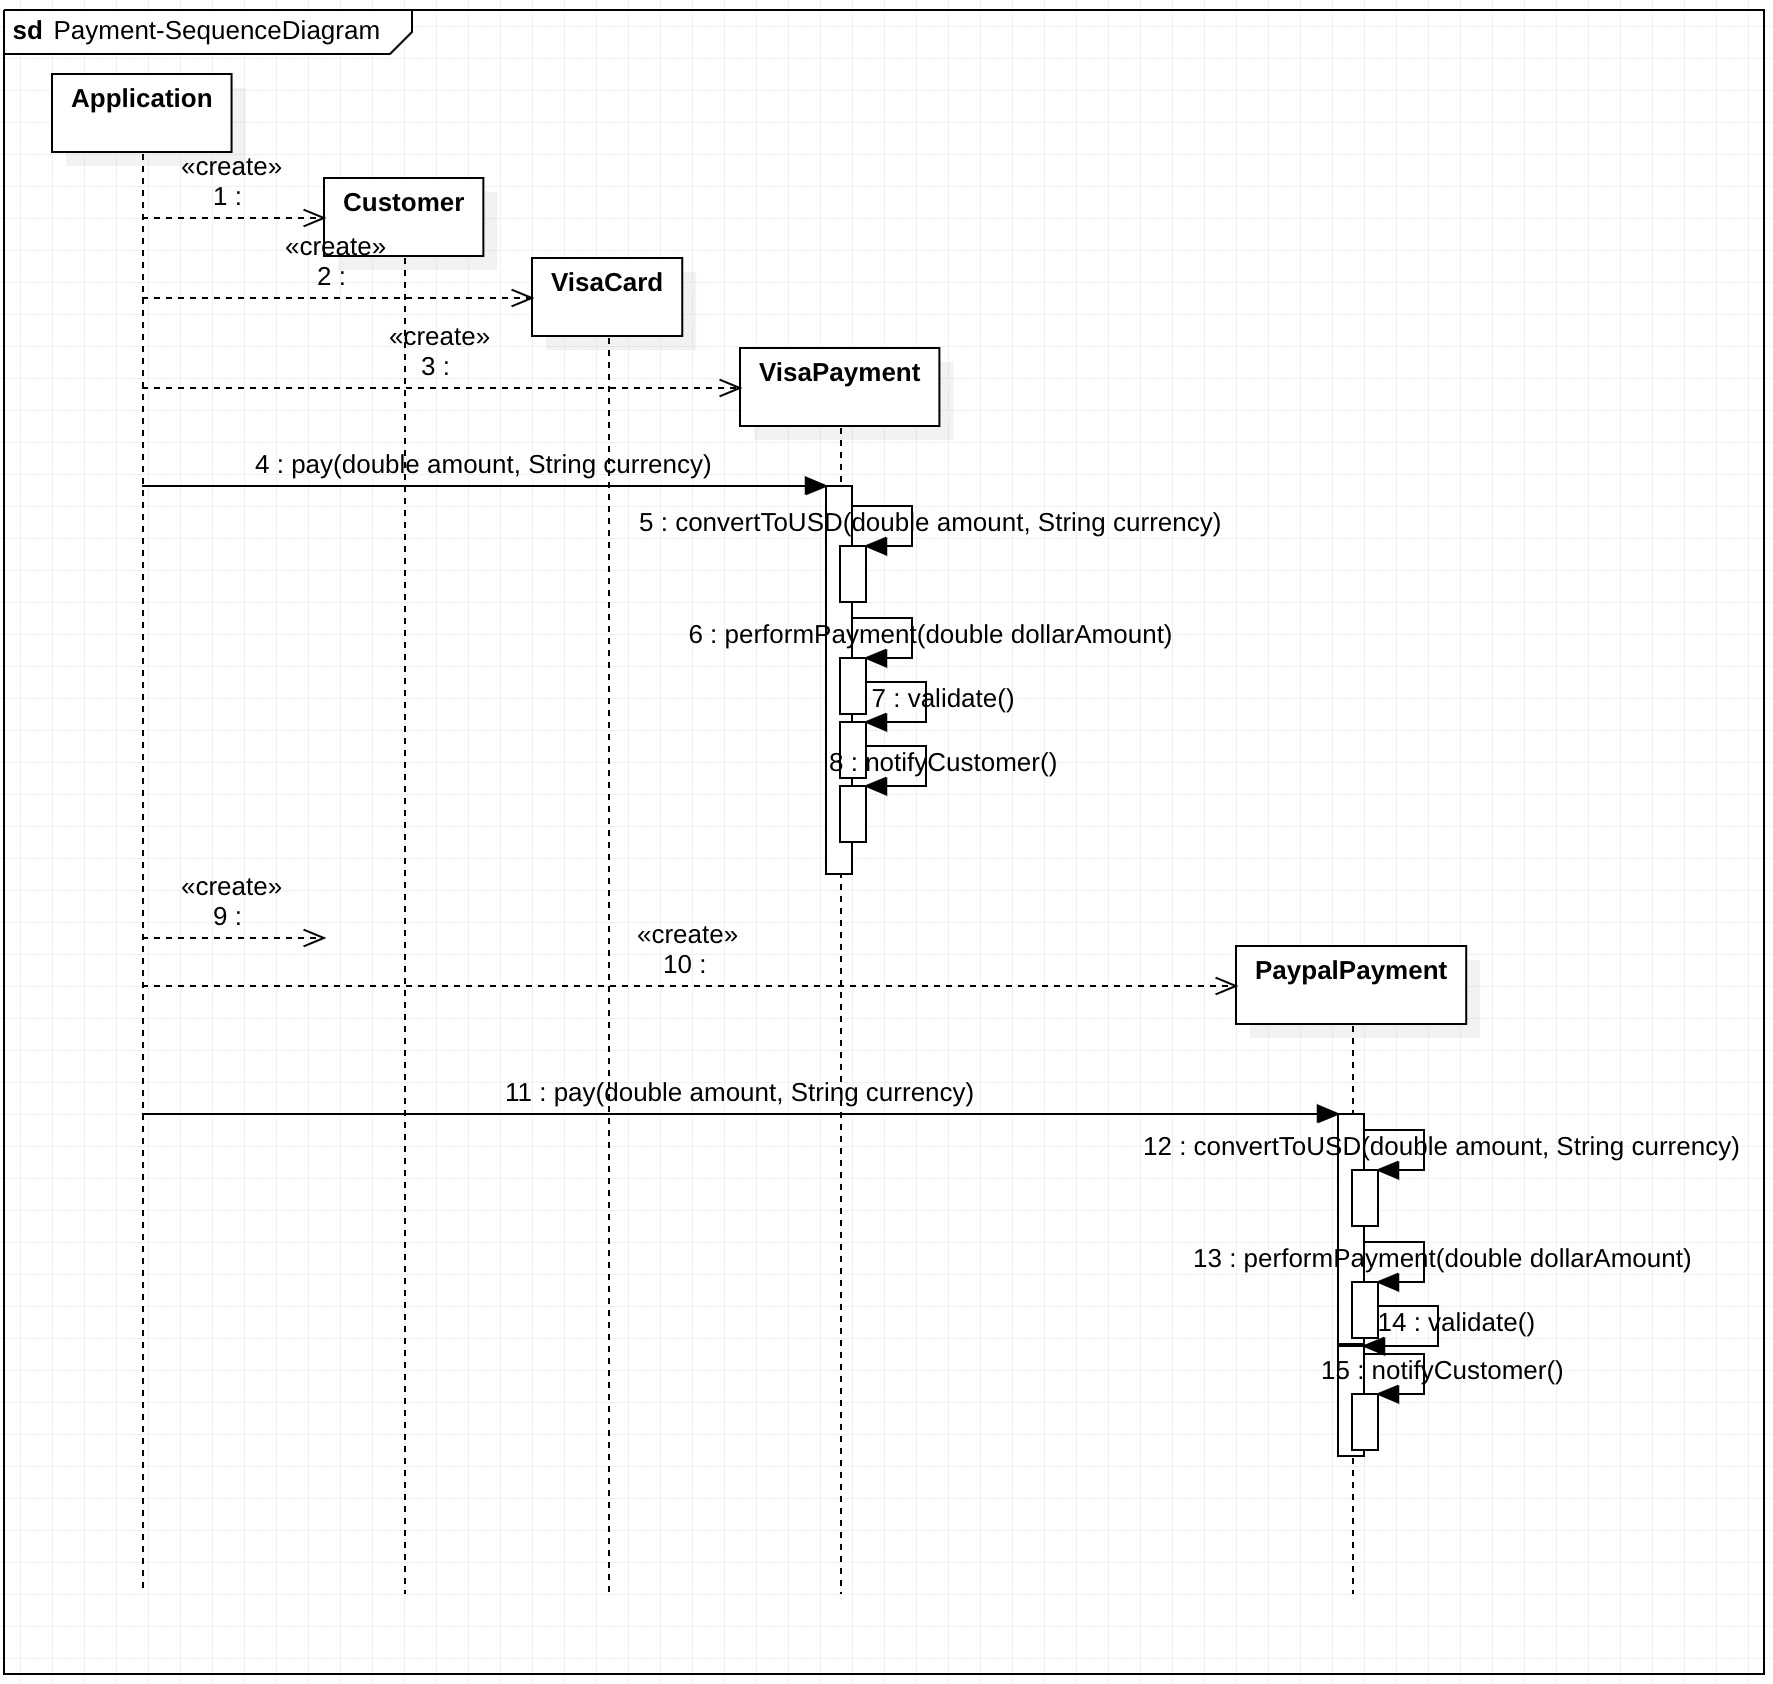 sd Payment-SequenceDiagram
Application
«create»
1 :
Customer
«create»
2 :
VisaCard
«create»
3 :
VisaPayment
4 : pay(double amount, String currency)
5 : convertToUSD(double amount, String currency)
6 : performPayment(double dollarAmount)
7 : validate()
8 : notifyCustomer()
«create»
9 :
«create»
10 :
PaypalPayment
11 : pay(double amount, String currency)
12 : convertToUSD(double amount, String currency)
13 : performPayment(double dollarAmount)
14 : validate()
15 : notifyCustomer()